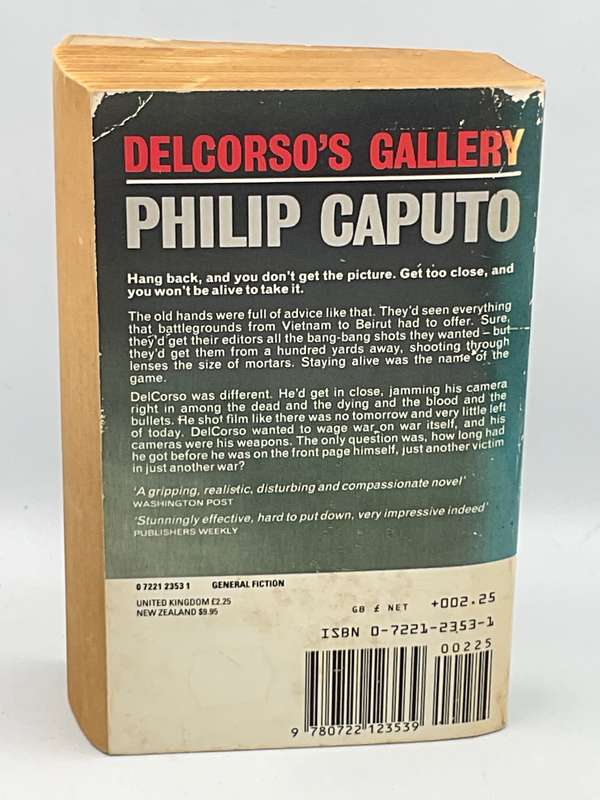 DELCORSO'S GALLERY
PHILIP CAPUTO
Hang back, and you don't get the picture. Get too close, and
you won't be alive to take it.
The old hands were full of advice like that. They'd seen everything
that battlegrounds from Vietnam to Beirut had to offer. Sure,
they'd get their editors all the bang-bang shots they wanted – but
they'd get them from a hundred yards away, shooting through
lenses the size of mortars. Staying alive was the name of the
game.
DelCorso was different. He'd get in close, jamming his camera
right in among the dead and the dying and the blood and the
bullets. He shot film like there was no tomorrow and very little left
of today. DelCorso wanted to wage war on war itself, and his
cameras were his weapons. The only question was, how long had
he got before he was on the front page himself, just another victim
in just another war?
'A gripping, realistic, disturbing and compassionate novel'
WASHINGTON POST
'Stunningly effective, hard to put down, very impressive indeed'
PUBLISHERS WEEKLY
0 7221 2353 1 GENERAL FICTION
UNITED KINGDOM £2.25
NEW ZEALAND $9.95
GB £ NET +002.25
ISBN 0-7221-2353-1
00225
9 780722 123539